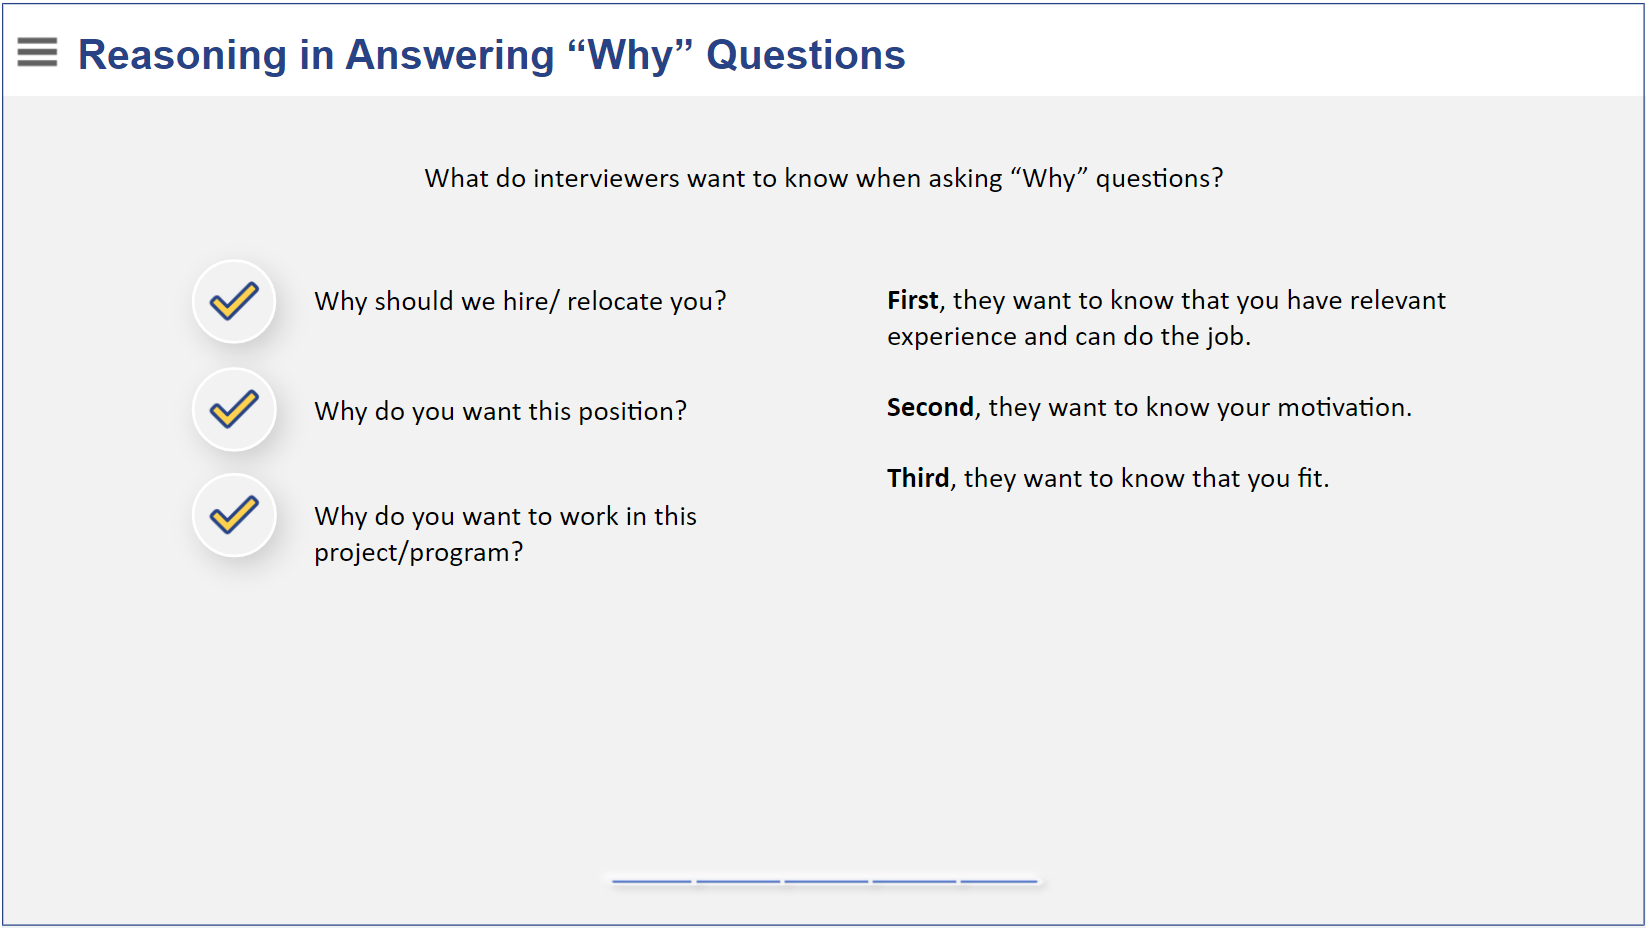 Reasoning in Answering “Why” Questions
What do interviewers want to know when asking “Why” questions?
Why should we hire/ relocate you?
Why do you want this position?
Why do you want to work in this
project/program?
First, they want to know that you have relevant
experience and can do the job.
Second, they want to know your motivation.
Third, they want to know that you fit.